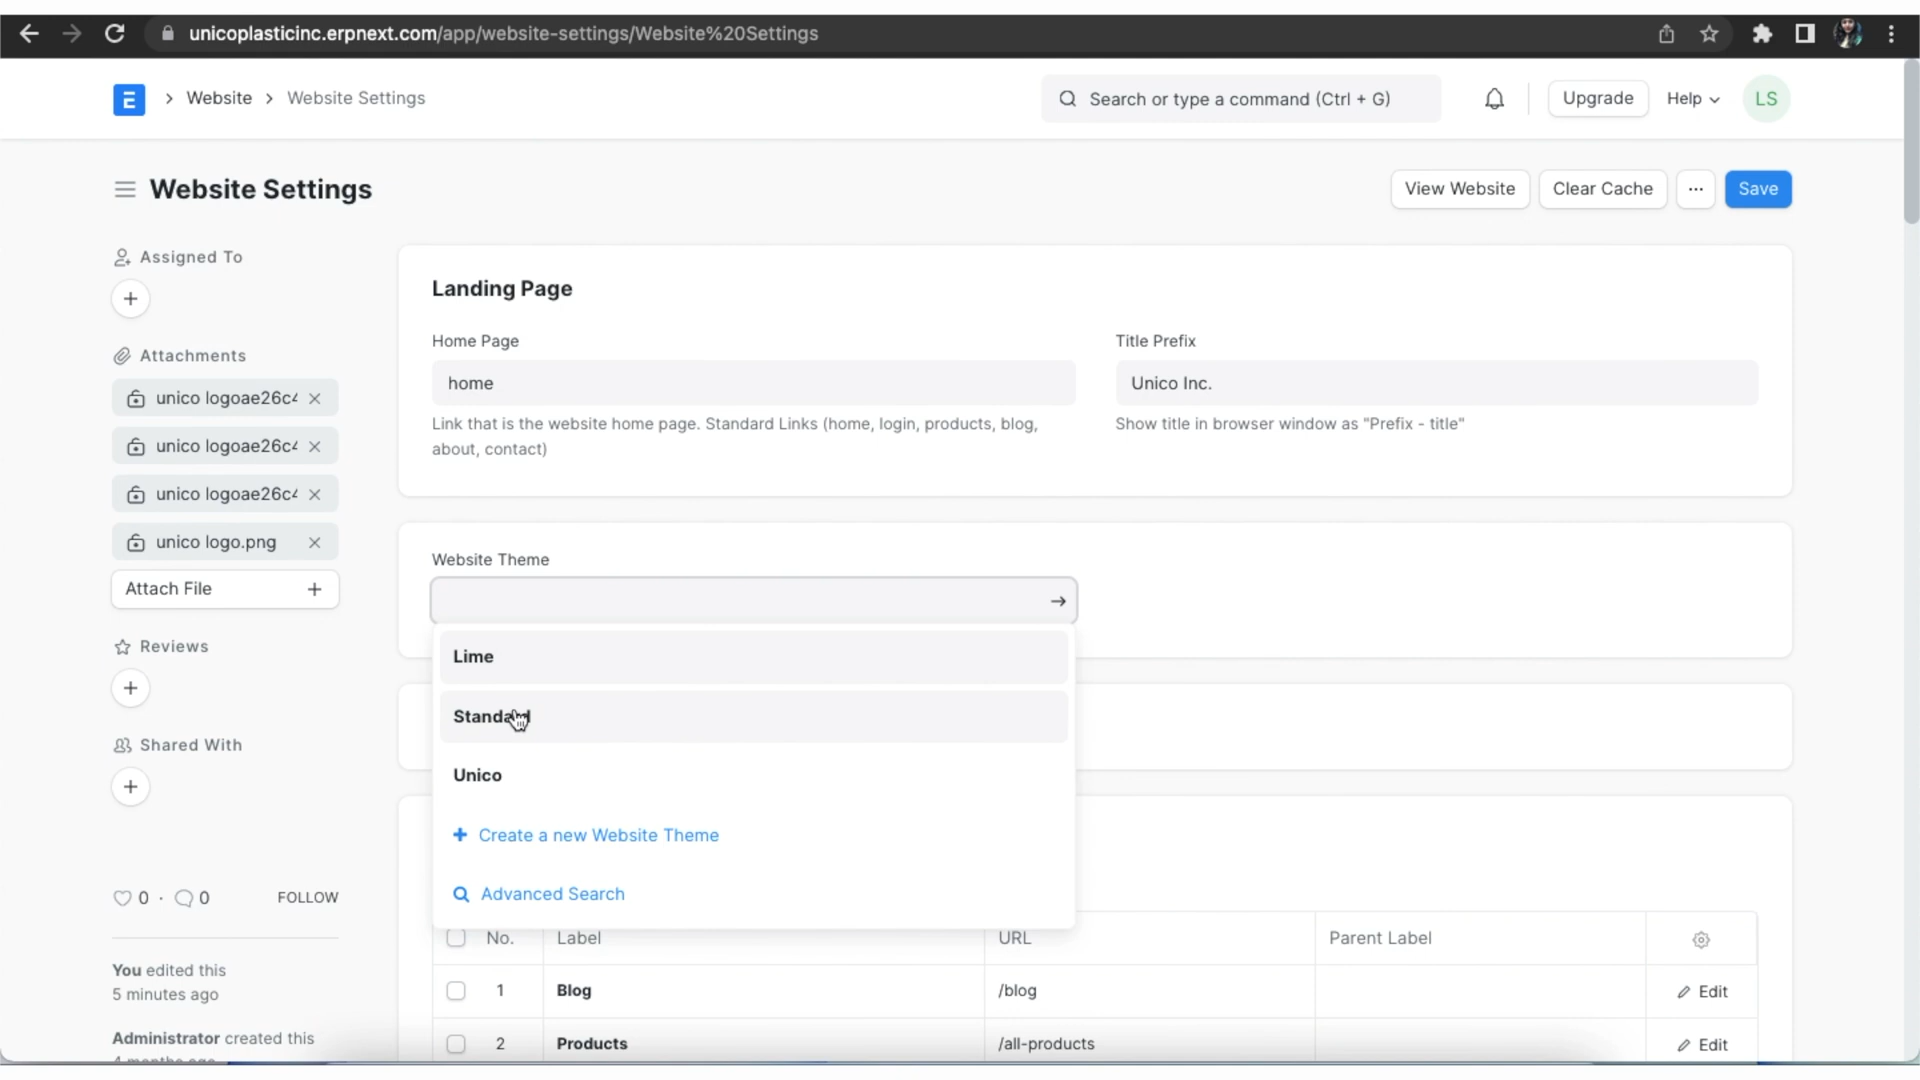 unicoplasticinc.erpnext.com/app/website-settings/Website%20Settings
E
Website
Website Settings
Search or type a command (Ctrl + G)
Upgrade
Help
LS
Website Settings
View Website
Clear Cache
...
Save
Assigned To
Attachments
unico logoae26c4
unico logoae26c4
unico logoae26c4
unico logo.png
Attach File
Reviews
Shared With
0 · 0
FOLLOW
You edited this
5 minutes ago
Administrator created this
4 months ago
Landing Page
Home Page
home
Link that is the website home page. Standard Links (home, login, products, blog,
about, contact)
Title Prefix
Unico Inc.
Show title in browser window as "Prefix - title"
Website Theme
Lime
Standard
Unico
+ Create a new Website Theme
Advanced Search
No.
Label
URL
Parent Label
1
Blog
/blog
Edit
2
Products
/all-products
Edit